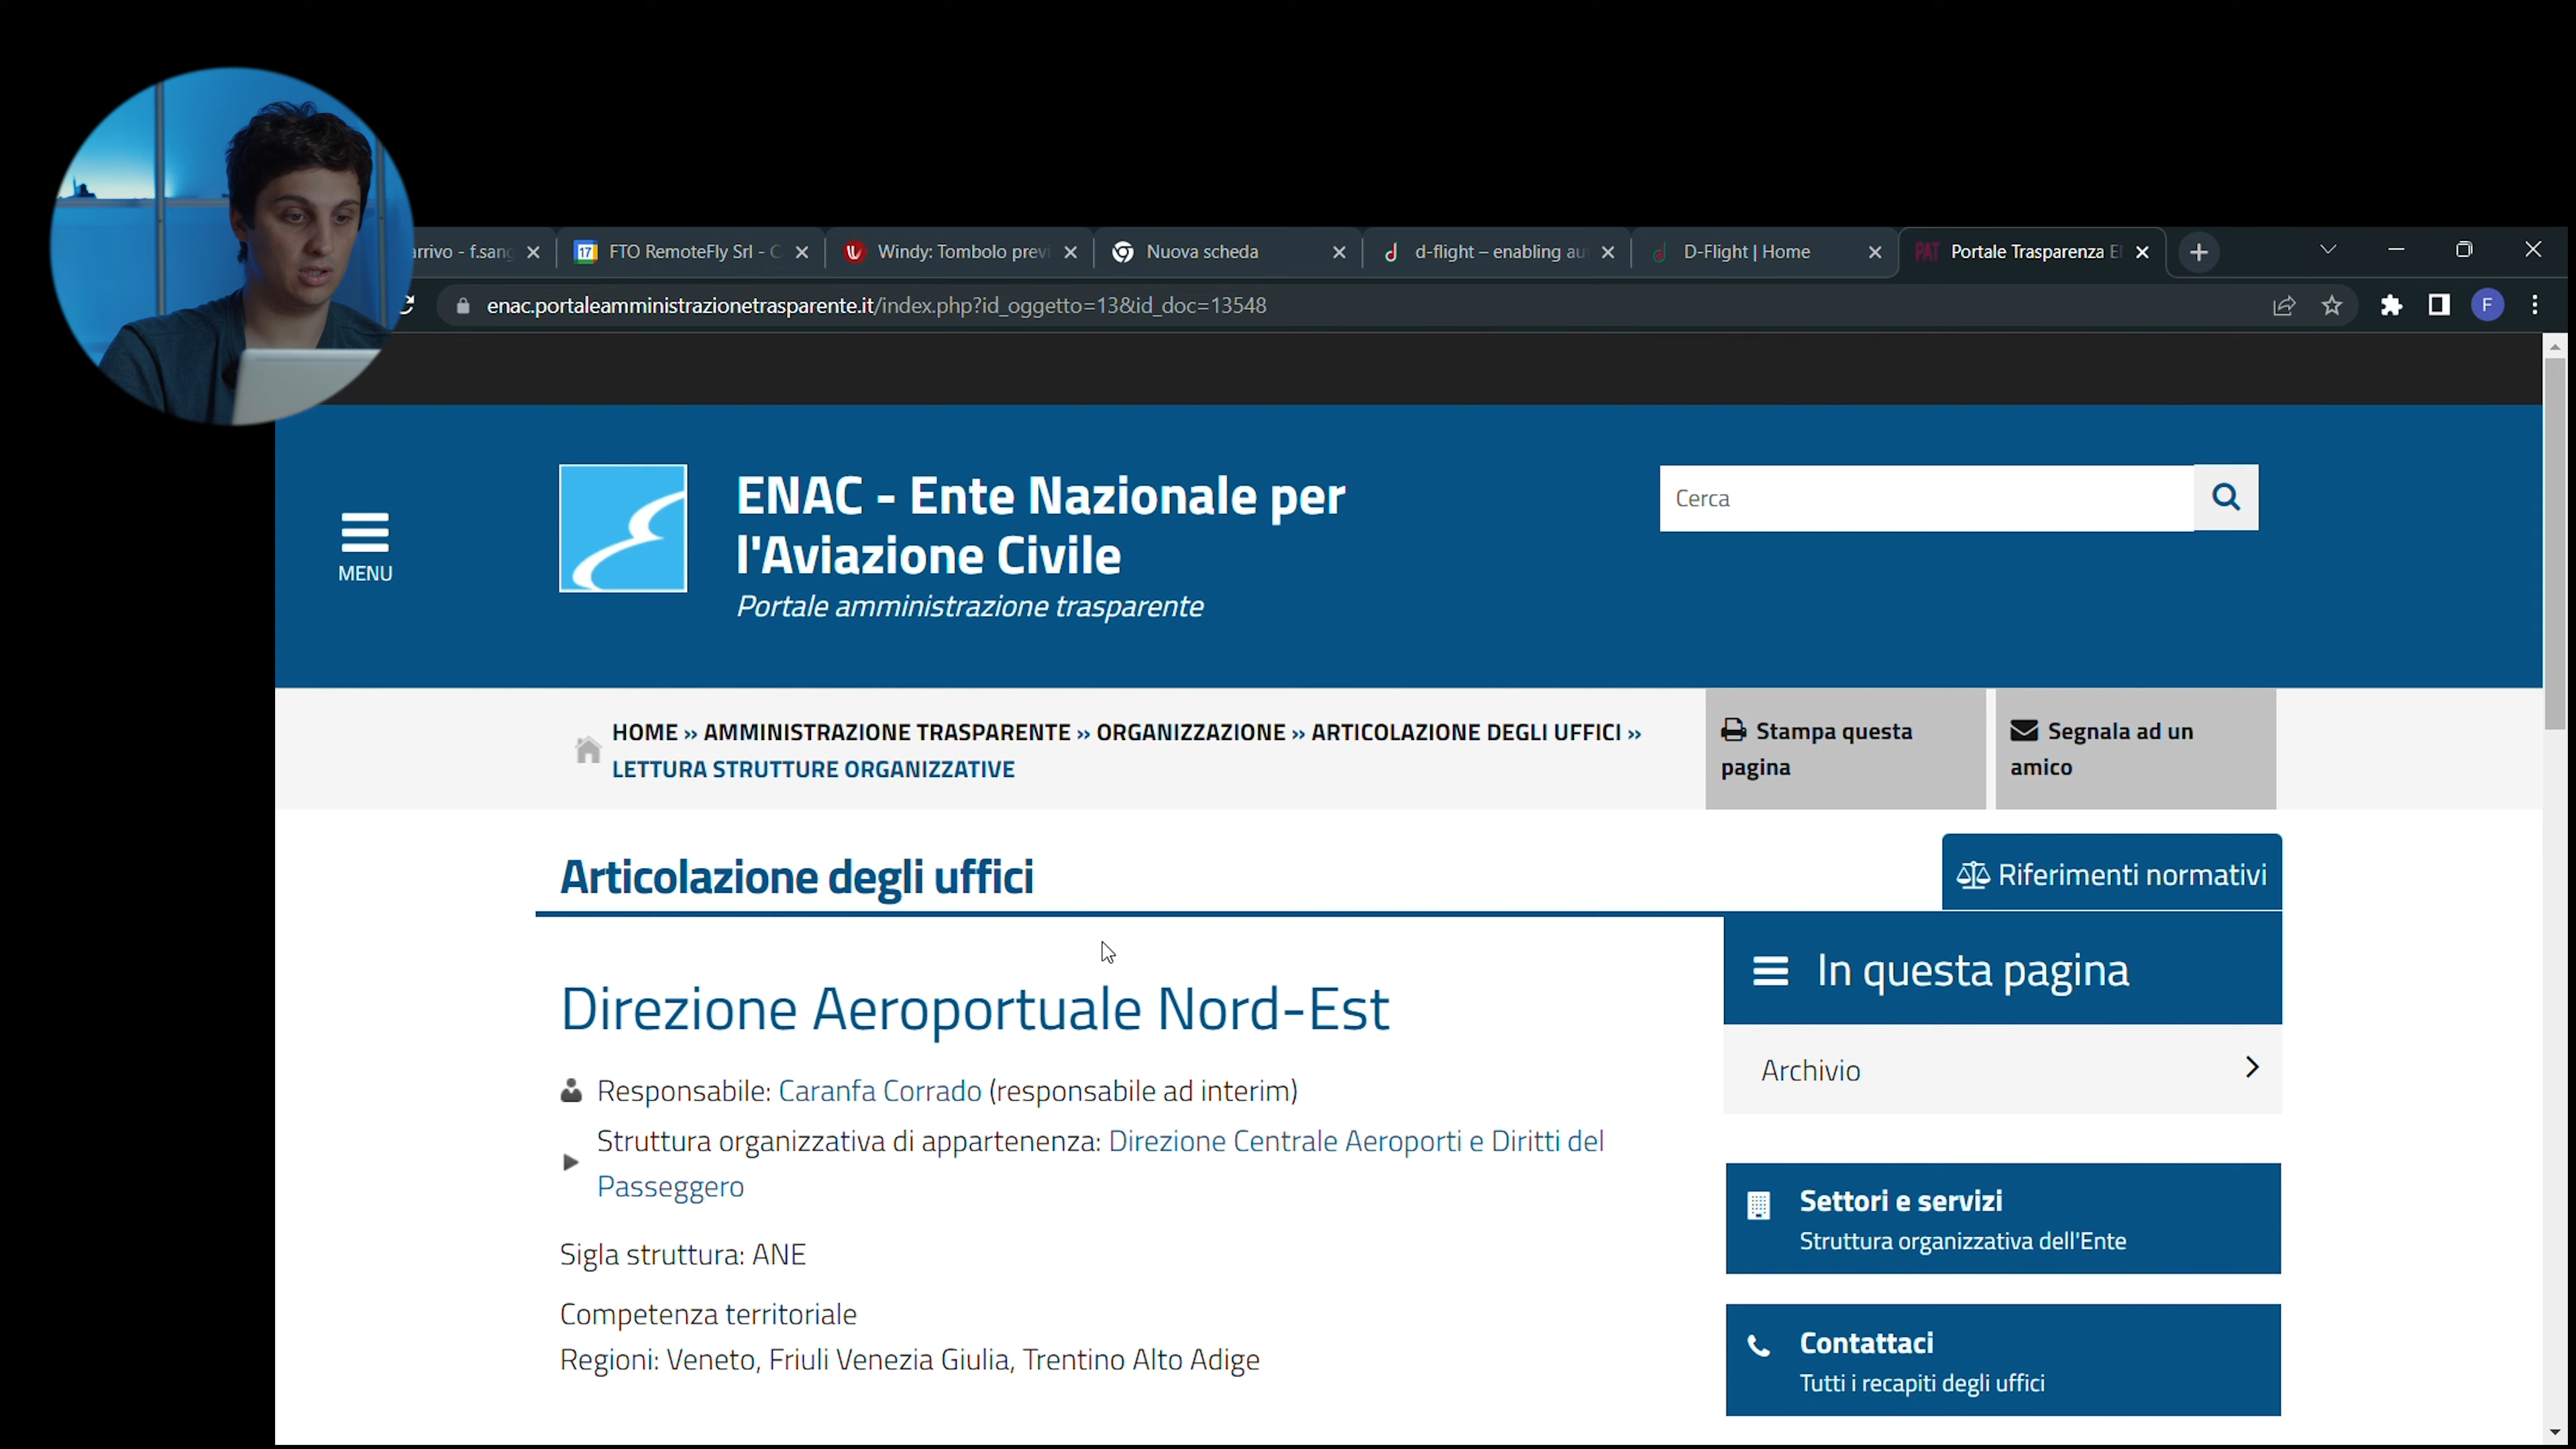 arrivo - f.sang
17 FTO RemoteFly Srl - C
Windy: Tombolo previ
Nuova scheda
d-flight – enabling au
D-Flight | Home
PAT Portale Trasparenza E
enac.portaleamministrazionetrasparente.it/index.php?id_oggetto=13&id_doc=13548
F
MENU
ENAC - Ente Nazionale per
l'Aviazione Civile
Portale amministrazione trasparente
Cerca
HOME » AMMINISTRAZIONE TRASPARENTE » ORGANIZZAZIONE » ARTICOLAZIONE DEGLI UFFICI »
LETTURA STRUTTURE ORGANIZZATIVE
Stampa questa
pagina
Segnala ad un
amico
Articolazione degli uffici
Riferimenti normativi
Direzione Aeroportuale Nord-Est
Responsabile: Caranfa Corrado (responsabile ad interim)
Struttura organizzativa di appartenenza: Direzione Centrale Aeroporti e Diritti del
Passeggero
Sigla struttura: ANE
Competenza territoriale
Regioni: Veneto, Friuli Venezia Giulia, Trentino Alto Adige
In questa pagina
Archivio
Settori e servizi
Struttura organizzativa dell'Ente
Contattaci
Tutti i recapiti degli uffici